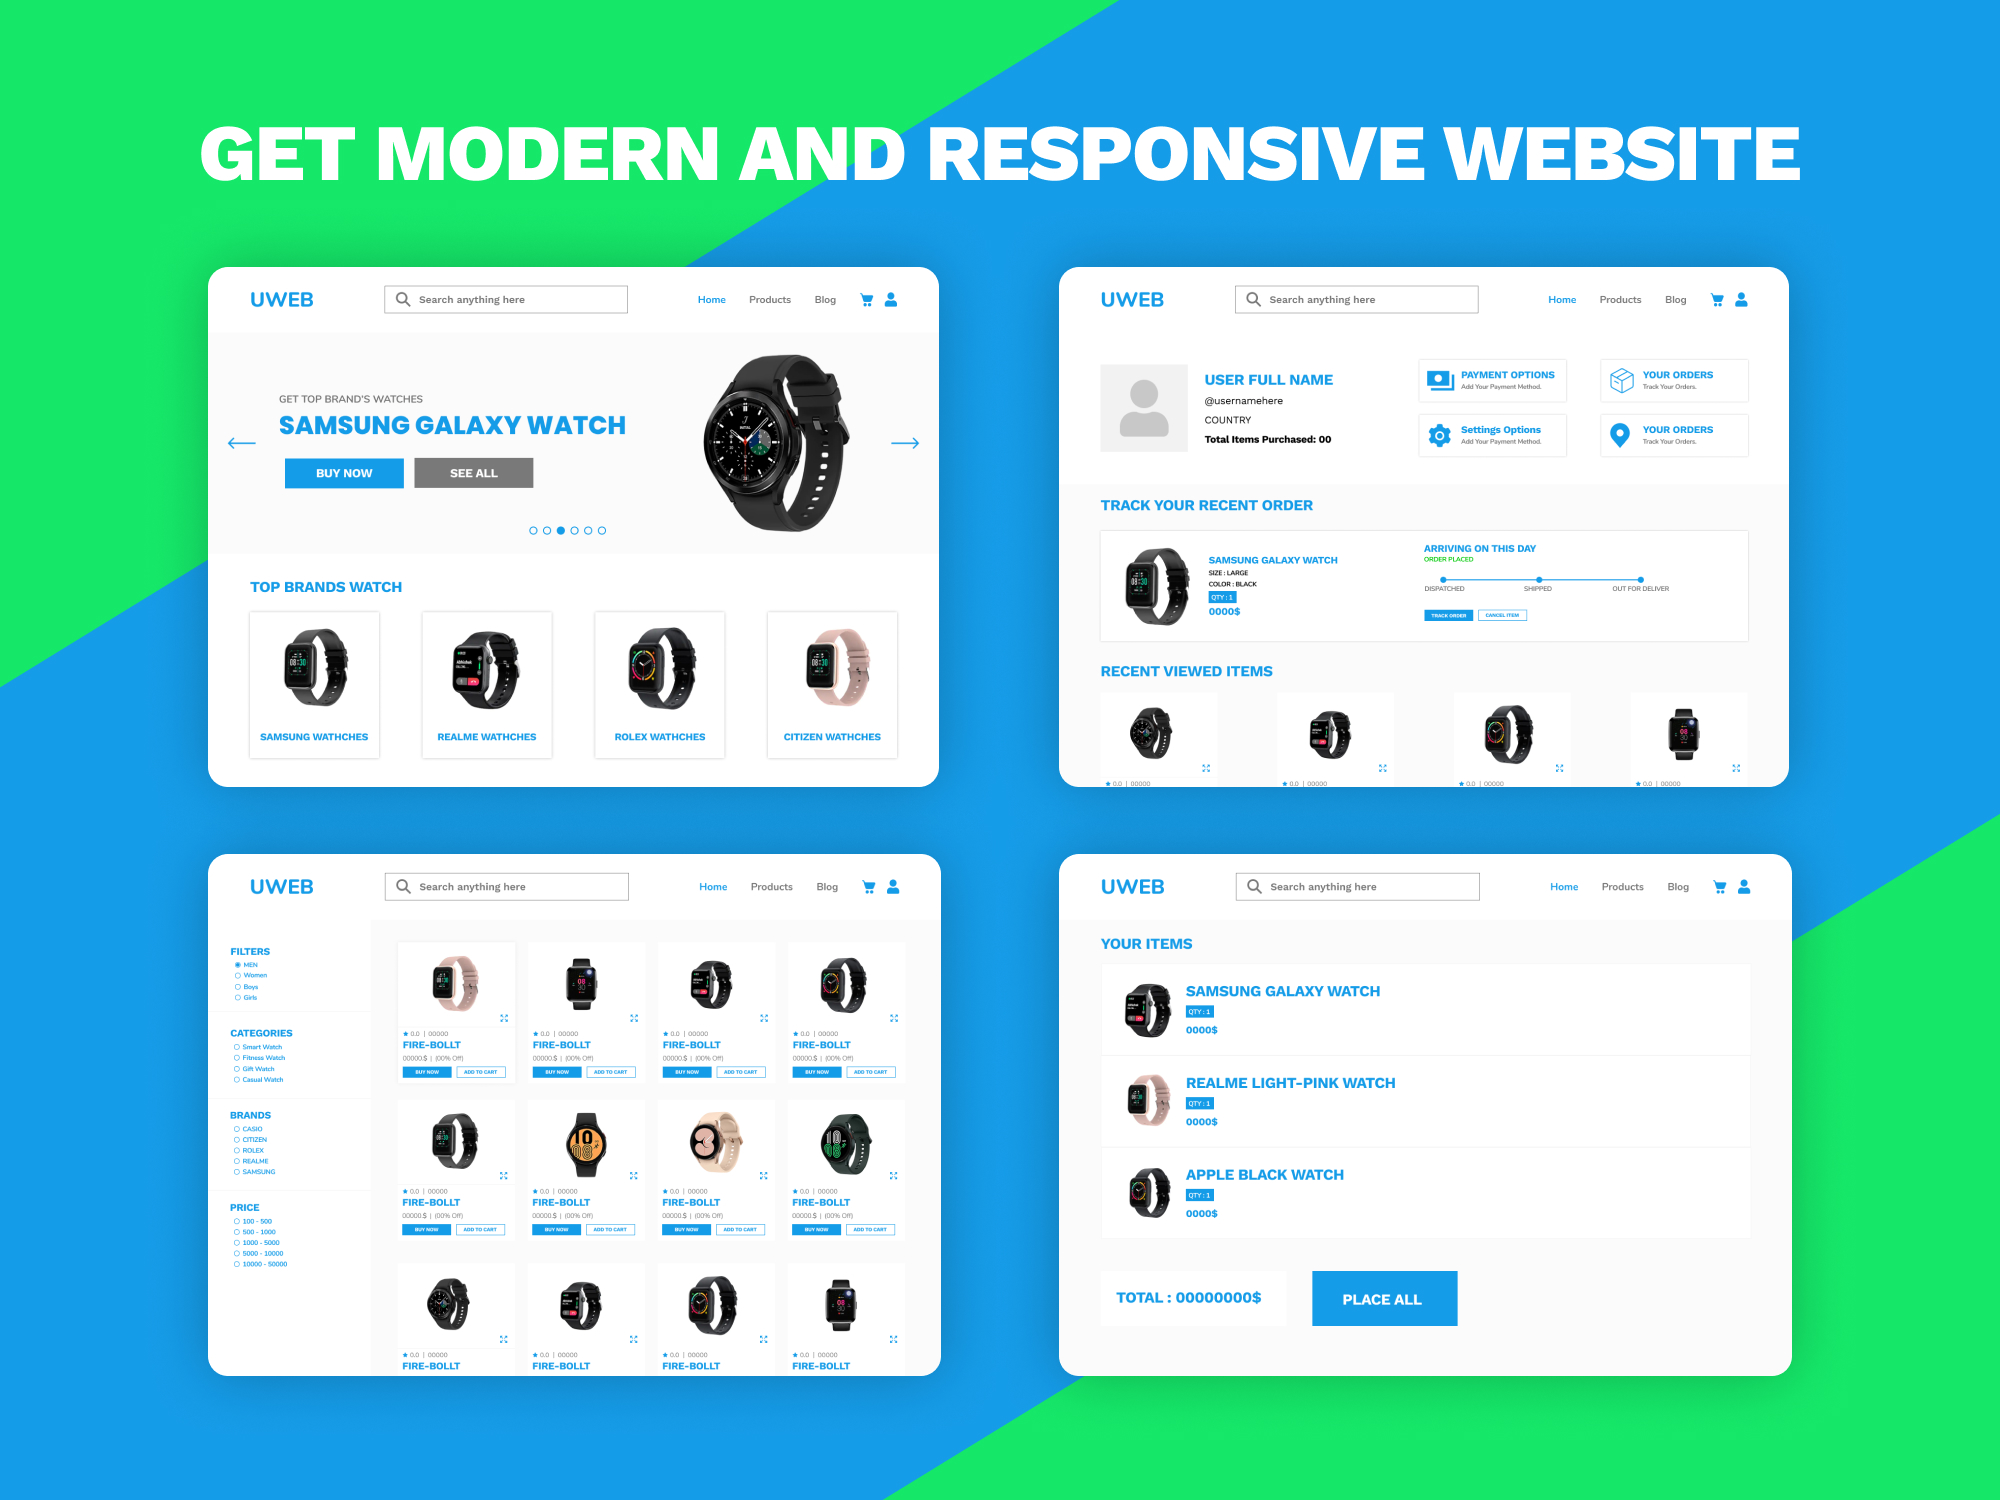 GET MODERN AND RESPONSIVE WEBSITE
UWEB
Search anything here
Home Products Blog
GET TOP BRAND'S WATCHES
SAMSUNG GALAXY WATCH
BUY NOW SEE ALL
TOP BRANDS WATCH
SAMSUNG WATHCHES
REALME WATHCHES
ROLEX WATHCHES
CITIZEN WATHCHES
UWEB
Search anything here
Home Products Blog
USER FULL NAME
@usernamehere
COUNTRY
Total Items Purchased: 00
PAYMENT OPTIONS
Add Your Payment Method.
YOUR ORDERS
Track Your Orders.
Settings Options
Add Your Payment Method.
YOUR ORDERS
Track Your Orders.
TRACK YOUR RECENT ORDER
SAMSUNG GALAXY WATCH
SIZE : LARGE
COLOR : BLACK
QTY : 1
0000$
ARRIVING ON THIS DAY
ORDER PLACED
DISPATCHED SHIPPED OUT FOR DELIVER
TRACK ORDER CANCEL ITEM
RECENT VIEWED ITEMS
0.0 | 00000 0.0 | 00000 0.0 | 00000 0.0 | 00000
UWEB
Search anything here
Home Products Blog
FILTERS
MEN
Women
Boys
Girls
CATEGORIES
Smart Watch
Fitness Watch
Gift Watch
Casual Watch
BRANDS
CASIO
CITIZEN
ROLEX
REALME
SAMSUNG
PRICE
100 - 500
500 - 1000
1000 - 5000
5000 - 10000
10000 - 50000
0.0 | 00000 0.0 | 00000 0.0 | 00000 0.0 | 00000
FIRE-BOLLT FIRE-BOLLT FIRE-BOLLT FIRE-BOLLT
00000.$ | (00% Off) 00000.$ | (00% Off) 00000.$ | (00% Off) 00000.$ | (00% Off)
BUY NOW ADD TO CART BUY NOW ADD TO CART BUY NOW ADD TO CART BUY NOW ADD TO CART
0.0 | 00000 0.0 | 00000 0.0 | 00000 0.0 | 00000
FIRE-BOLLT FIRE-BOLLT FIRE-BOLLT FIRE-BOLLT
00000.$ | (00% Off) 00000.$ | (00% Off) 00000.$ | (00% Off) 00000.$ | (00% Off)
BUY NOW ADD TO CART BUY NOW ADD TO CART BUY NOW ADD TO CART BUY NOW ADD TO CART
0.0 | 00000 0.0 | 00000 0.0 | 00000 0.0 | 00000
FIRE-BOLLT FIRE-BOLLT FIRE-BOLLT FIRE-BOLLT
UWEB
Search anything here
Home Products Blog
YOUR ITEMS
SAMSUNG GALAXY WATCH
QTY : 1
0000$
REALME LIGHT-PINK WATCH
QTY : 1
0000$
APPLE BLACK WATCH
QTY : 1
0000$
TOTAL : 00000000$
PLACE ALL